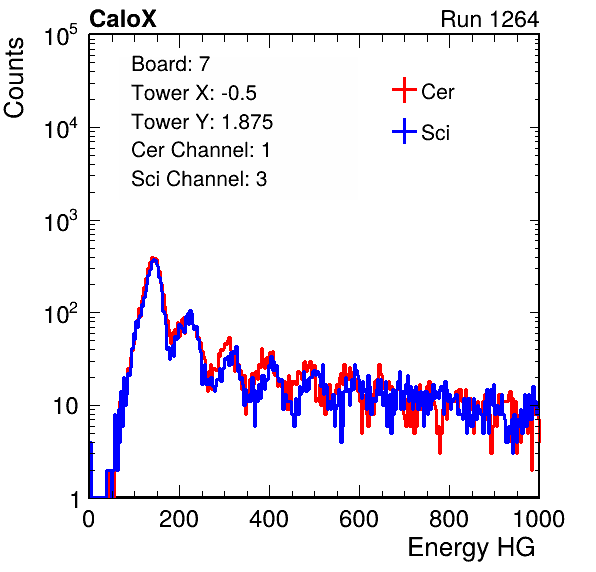 CaloX Run 1264
Counts
Board: 7
Tower X: -0.5
Tower Y: 1.875
Cer Channel: 1
Sci Channel: 3
Cer
Sci
10^5
10^4
10^3
10^2
10
1
0 200 400 600 800 1000
Energy HG